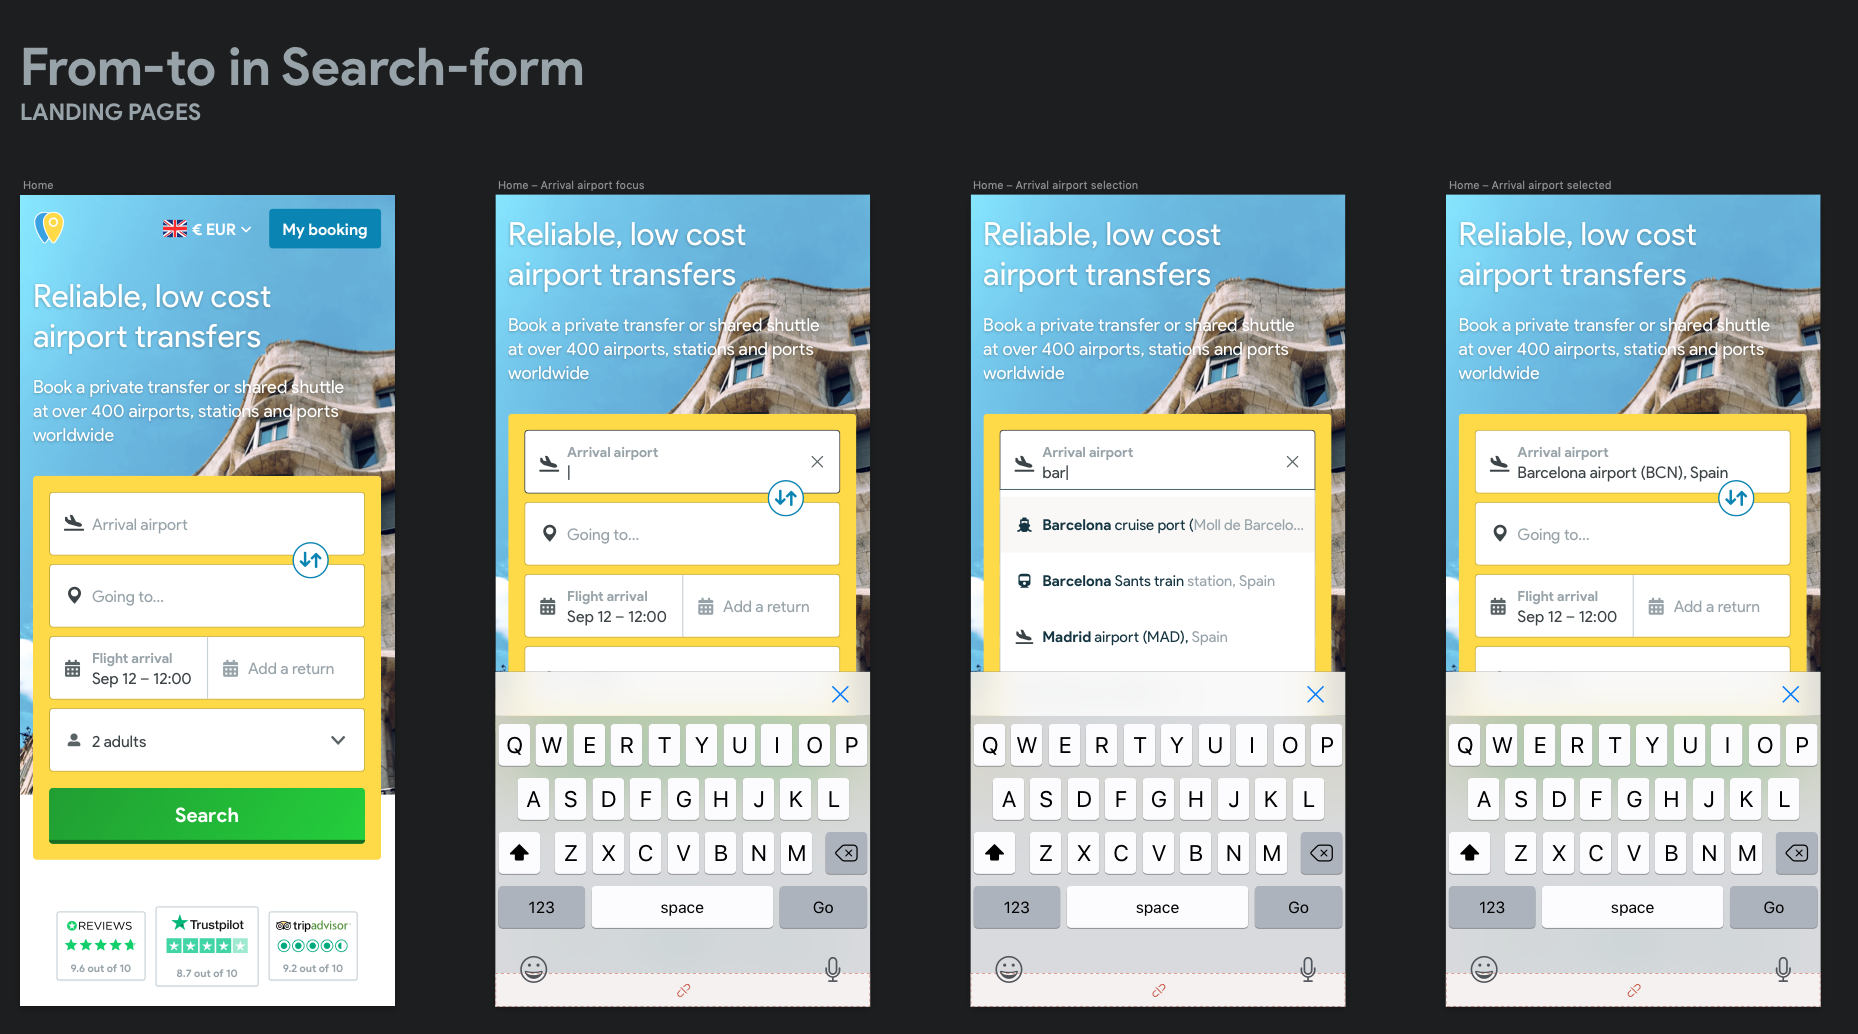 From-to in Search-form
LANDING PAGES
Home
€ EUR
My booking
Reliable, low cost
airport transfers
Book a private transfer or shared shuttle
at over 400 airports, stations and ports
worldwide
Arrival airport
Going to...
Flight arrival
Sep 12 – 12:00
Add a return
2 adults
Search
REVIEWS
9.6 out of 10
Trustpilot
8.7 out of 10
tripadvisor
9.2 out of 10
Home – Arrival airport focus
Reliable, low cost
airport transfers
Book a private transfer or shared shuttle
at over 400 airports, stations and ports
worldwide
Arrival airport
Going to...
Flight arrival
Sep 12 – 12:00
Add a return
Q W E R T Y U I O P
A S D F G H J K L
Z X C V B N M
123 space Go
Home – Arrival airport selection
Reliable, low cost
airport transfers
Book a private transfer or shared shuttle
at over 400 airports, stations and ports
worldwide
Arrival airport
bar
Barcelona cruise port (Moll de Barcelo...
Barcelona Sants train station, Spain
Madrid airport (MAD), Spain
Q W E R T Y U I O P
A S D F G H J K L
Z X C V B N M
123 space Go
Home – Arrival airport selected
Reliable, low cost
airport transfers
Book a private transfer or shared shuttle
at over 400 airports, stations and ports
worldwide
Arrival airport
Barcelona airport (BCN), Spain
Going to...
Flight arrival
Sep 12 – 12:00
Add a return
Q W E R T Y U I O P
A S D F G H J K L
Z X C V B N M
123 space Go